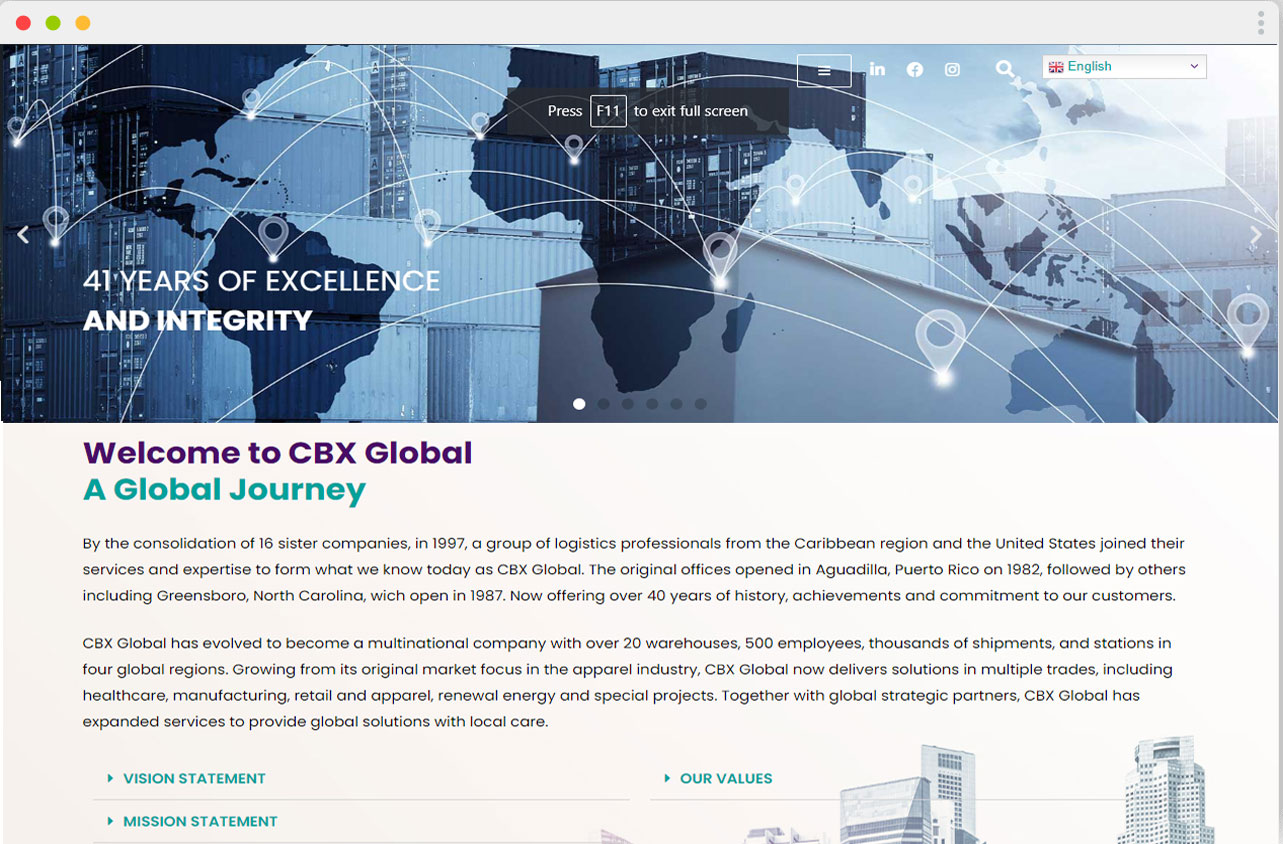 English
Press F11 to exit full screen
41 YEARS OF EXCELLENCE
AND INTEGRITY
Welcome to CBX Global
A Global Journey
By the consolidation of 16 sister companies, in 1997, a group of logistics professionals from the Caribbean region and the United States joined their
services and expertise to form what we know today as CBX Global. The original offices opened in Aguadilla, Puerto Rico on 1982, followed by others
including Greensboro, North Carolina, wich open in 1987. Now offering over 40 years of history, achievements and commitment to our customers.
CBX Global has evolved to become a multinational company with over 20 warehouses, 500 employees, thousands of shipments, and stations in
four global regions. Growing from its original market focus in the apparel industry, CBX Global now delivers solutions in multiple trades, including
healthcare, manufacturing, retail and apparel, renewal energy and special projects. Together with global strategic partners, CBX Global has
expanded services to provide global solutions with local care.
VISION STATEMENT
OUR VALUES
MISSION STATEMENT